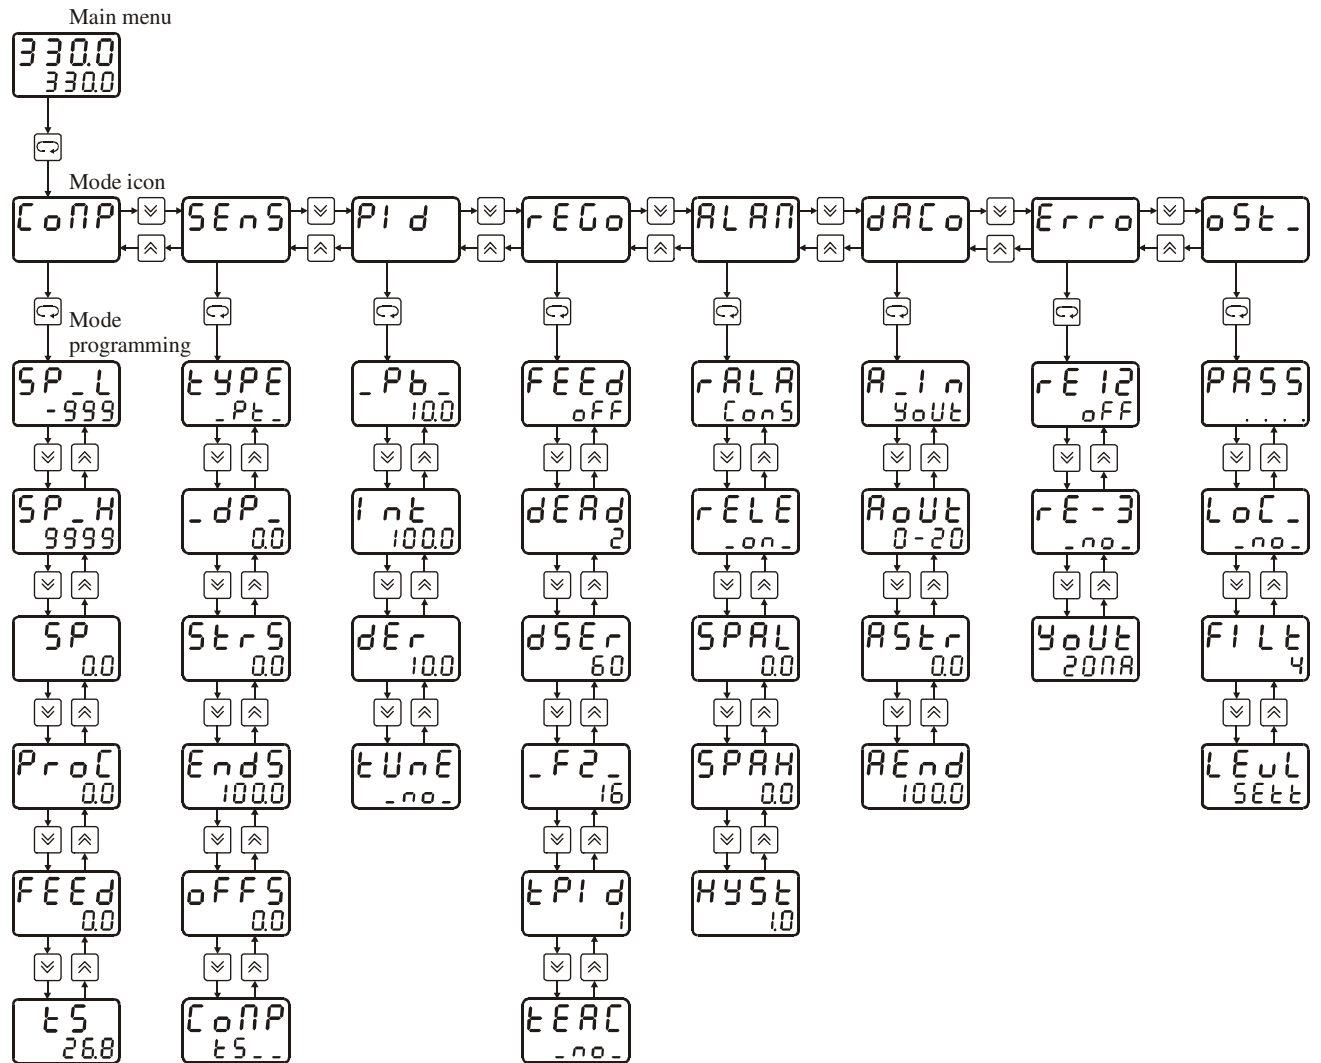 Main menu
330.0
330.0
Mode icon
CoMP SEnS PId rEGo ALAM dACo Erro oSt_
Mode
programming
SP_L tYPE _Pb_ FEEd rALA A_In rE12 PASS
-999 _Pt_ 10.0 oFF ConS YoUt oFF ....
SP_H _dP_ Int dEAd rELE AoUt rE-3 LoC_
9999 0.0 100.0 2 _on_ 0-20 _no_ _no_
SP StrS dEr dSEr SPAL AStr YoUt FILt
0.0 0.0 10.0 60 0.0 0.0 20MA 4
ProC EndS tUnE _F2_ SPAH AEnd LEvL
0.0 100.0 _no_ 16 0.0 100.0 SEtt
FEEd oFFS tPId HYSt
0.0 0.0 1 1.0
tS CoMP tEAC
26.8 tS__ _no_